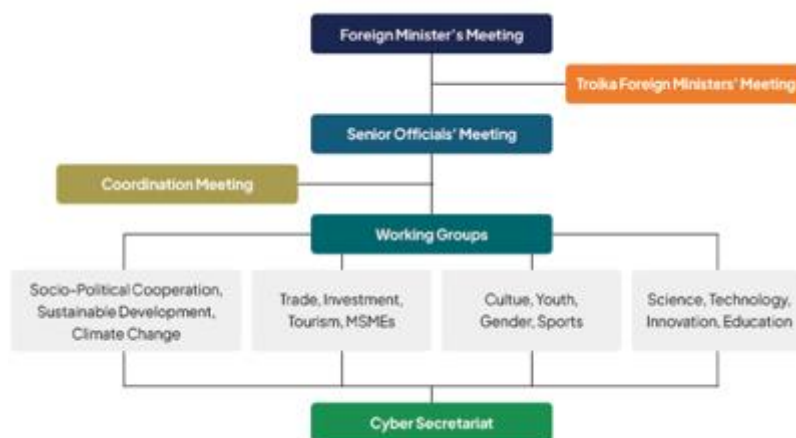 Foreign Minister's Meeting
Troika Foreign Ministers' Meeting
Senior Officials' Meeting
Coordination Meeting
Working Groups
Socio-Political Cooperation,
Sustainable Development,
Climate Change
Trade, Investment,
Tourism, MSMEs
Cultue, Youth,
Gender, Sports
Science, Technology,
Innovation, Education
Cyber Secretariat